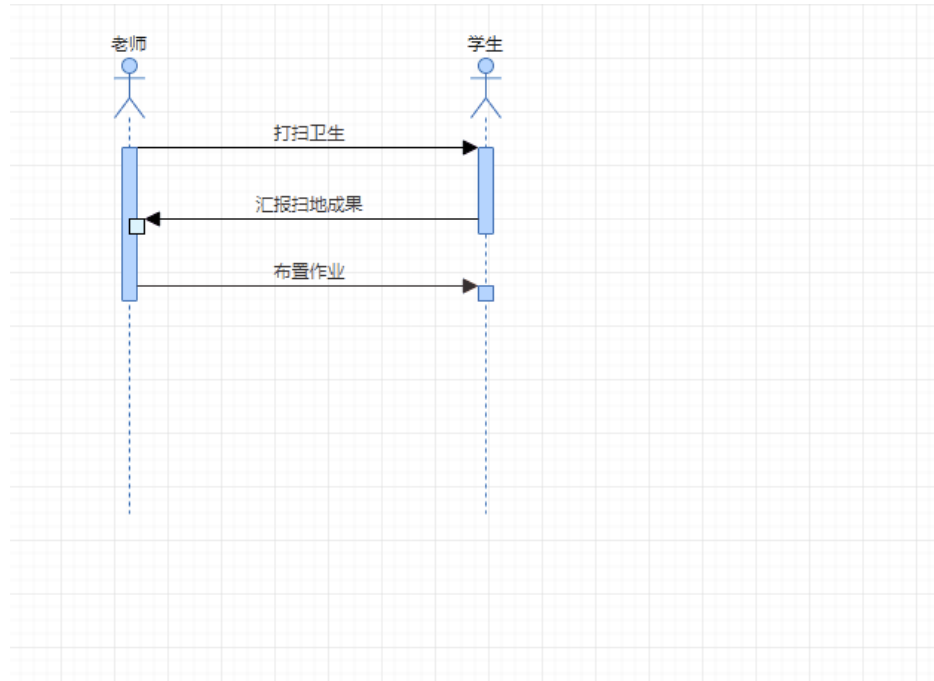 老师
学生
打扫卫生
汇报扫地成果
布置作业